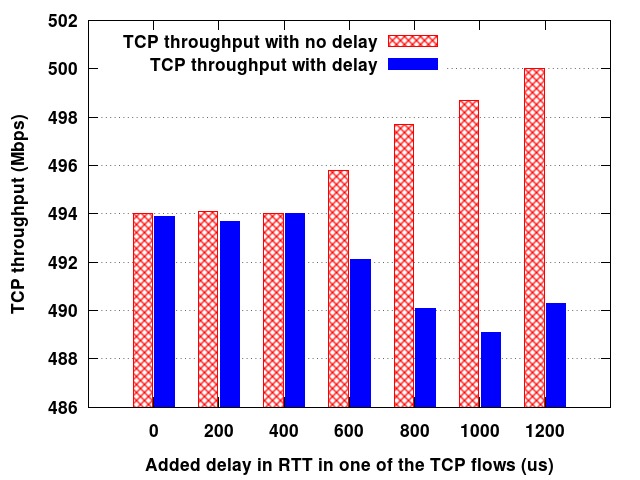 502
500
498
496
494
492
490
488
486
TCP throughput (Mbps)
TCP throughput with no delay
TCP throughput with delay
0 200 400 600 800 1000 1200
Added delay in RTT in one of the TCP flows (us)